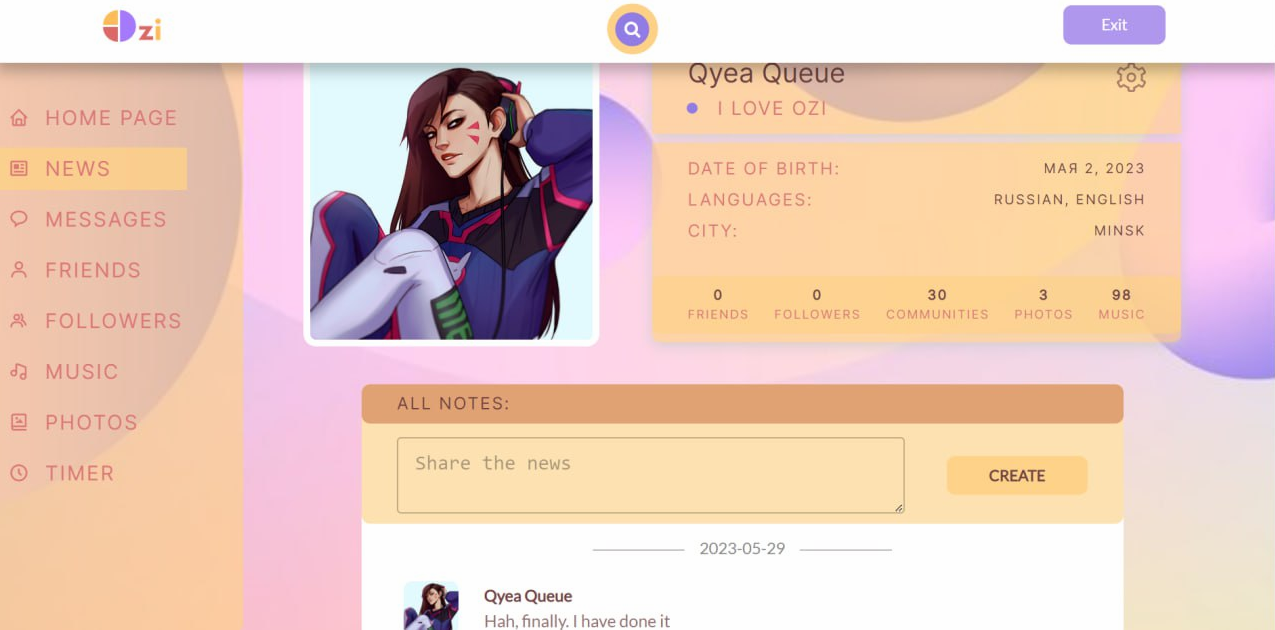 Ozi
Exit
Qyea Queue
I LOVE OZI
HOME PAGE
NEWS
MESSAGES
FRIENDS
FOLLOWERS
MUSIC
PHOTOS
TIMER
DATE OF BIRTH: МАЯ 2, 2023
LANGUAGES: RUSSIAN, ENGLISH
CITY: MINSK
0 0 30 3 98
FRIENDS FOLLOWERS COMMUNITIES PHOTOS MUSIC
ALL NOTES:
Share the news
CREATE
2023-05-29
Qyea Queue
Hah, finally. I have done it